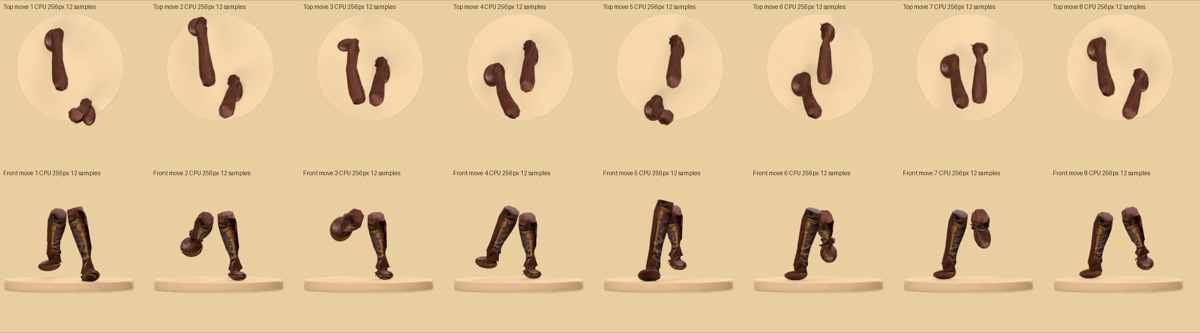 Top move 1 CPU 256px 12 samples
Top move 2 CPU 256px 12 samples
Top move 3 CPU 256px 12 samples
Top move 4 CPU 256px 12 samples
Top move 5 CPU 256px 12 samples
Top move 6 CPU 256px 12 samples
Top move 7 CPU 256px 12 samples
Top move 8 CPU 256px 12 samples
Front move 1 CPU 256px 12 samples
Front move 2 CPU 256px 12 samples
Front move 3 CPU 256px 12 samples
Front move 4 CPU 256px 12 samples
Front move 5 CPU 256px 12 samples
Front move 6 CPU 256px 12 samples
Front move 7 CPU 256px 12 samples
Front move 8 CPU 256px 12 samples